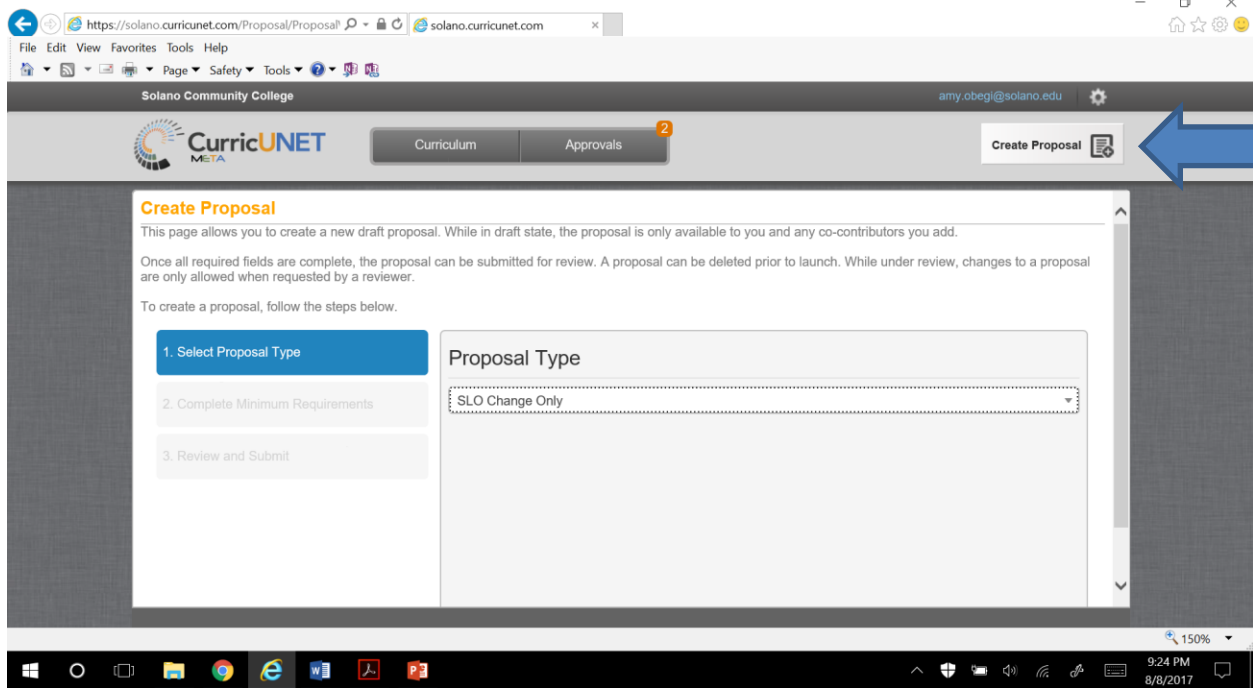 https://solano.curricunet.com/Proposal/Proposal
solano.curricunet.com
File Edit View Favorites Tools Help
Page Safety Tools
Solano Community College
amy.obegi@solano.edu
CurricUNET
META
Curriculum
Approvals
2
Create Proposal
Create Proposal
This page allows you to create a new draft proposal. While in draft state, the proposal is only available to you and any co-contributors you add.
Once all required fields are complete, the proposal can be submitted for review. A proposal can be deleted prior to launch. While under review, changes to a proposal
are only allowed when requested by a reviewer.
To create a proposal, follow the steps below.
1. Select Proposal Type
Proposal Type
2. Complete Minimum Requirements
SLO Change Only
3. Review and Submit
150%
9:24 PM
8/8/2017